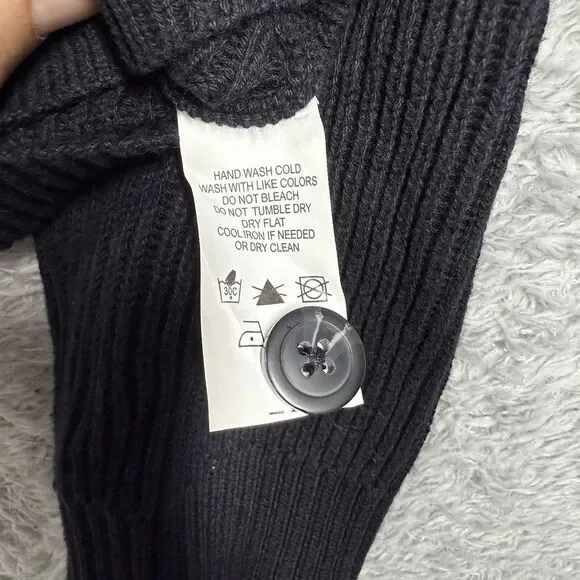 HAND WASH COLD
WASH WITH LIKE COLORS
DO NOT BLEACH
DO NOT TUMBLE DRY
DRY FLAT
COOL IRON IF NEEDED
OR DRY CLEAN
30C